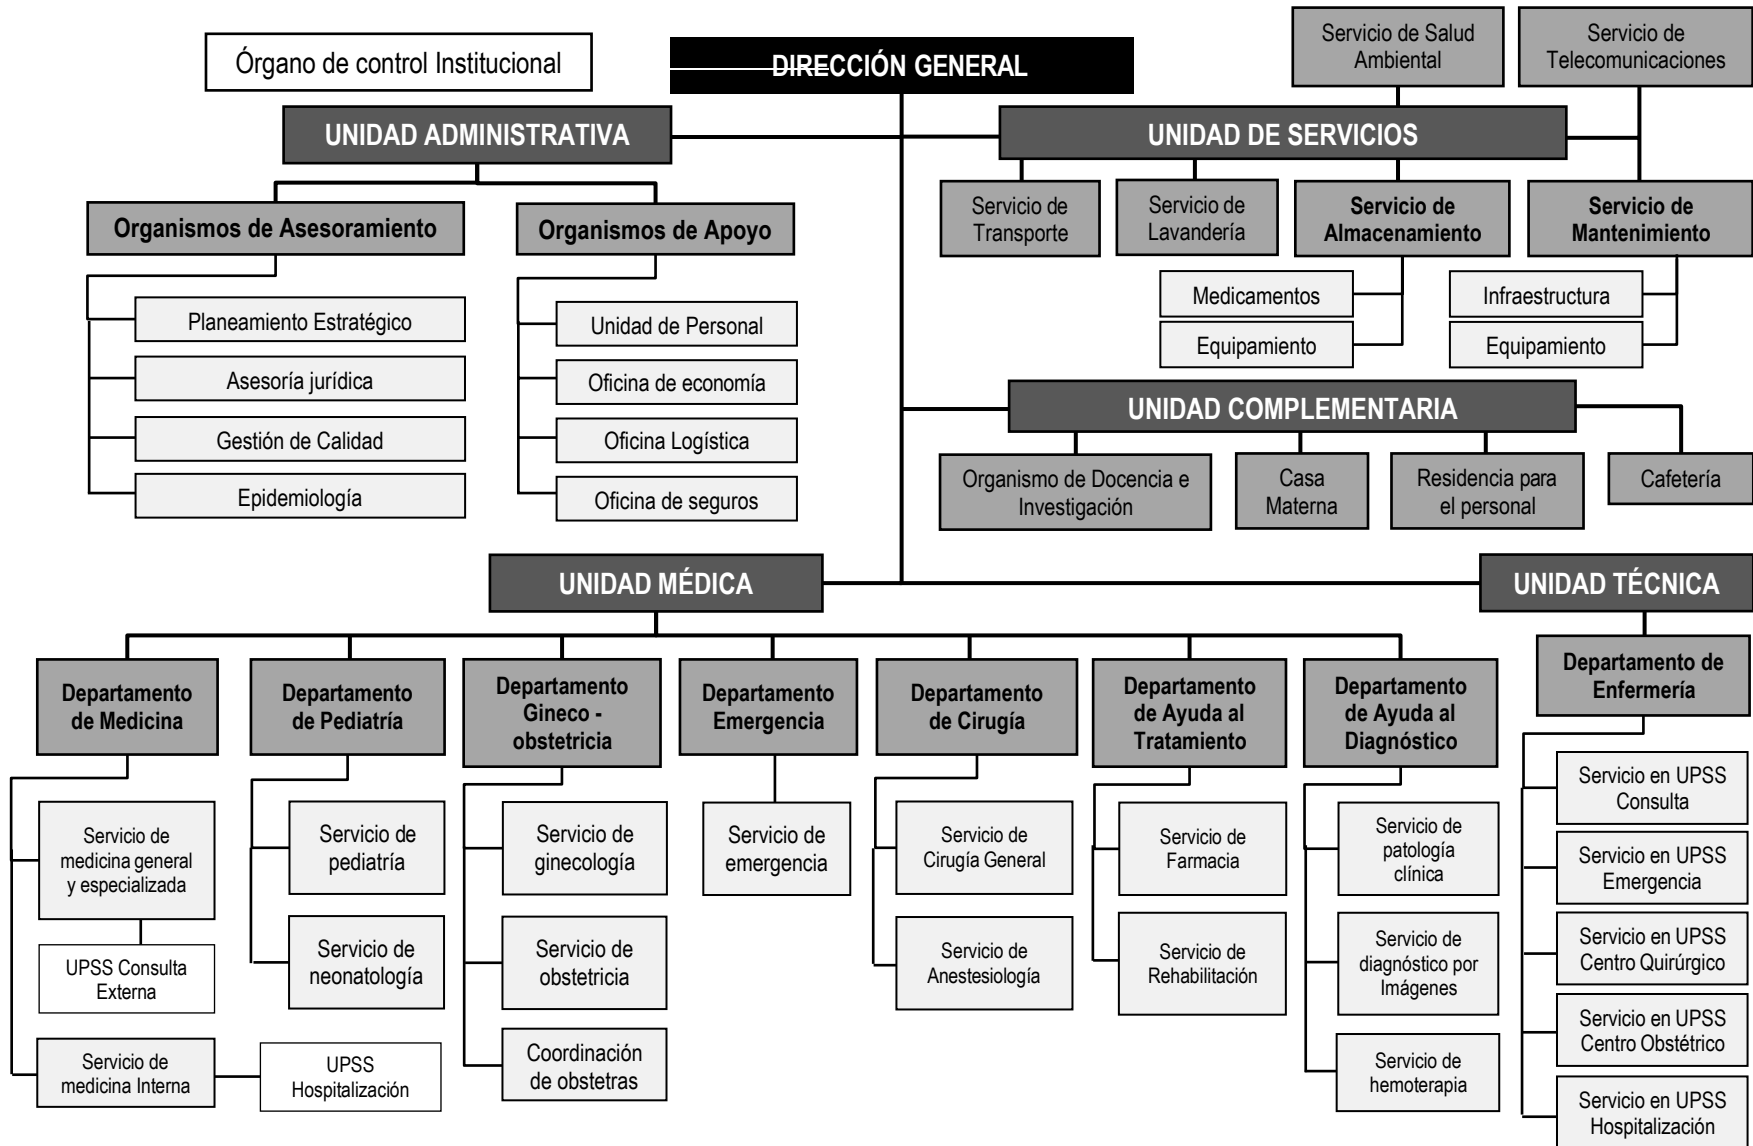 Órgano de control Institucional
DIRECCIÓN GENERAL
Servicio de Salud
Ambiental
Servicio de
Telecomunicaciones
UNIDAD ADMINISTRATIVA
UNIDAD DE SERVICIOS
Organismos de Asesoramiento
Organismos de Apoyo
Servicio de
Transporte
Servicio de
Lavandería
Servicio de
Almacenamiento
Servicio de
Mantenimiento
Planeamiento Estratégico
Asesoría jurídica
Gestión de Calidad
Epidemiología
Unidad de Personal
Oficina de economía
Oficina Logística
Oficina de seguros
Medicamentos
Equipamiento
Infraestructura
Equipamiento
UNIDAD COMPLEMENTARIA
Organismo de Docencia e
Investigación
Casa
Materna
Residencia para
el personal
Cafetería
UNIDAD MÉDICA
UNIDAD TÉCNICA
Departamento
de Medicina
Departamento
de Pediatría
Departamento
Gineco -
obstetricia
Departamento
Emergencia
Departamento
de Cirugía
Departamento
de Ayuda al
Tratamiento
Departamento
de Ayuda al
Diagnóstico
Departamento de
Enfermería
Servicio de
medicina general
y especializada
UPSS Consulta
Externa
Servicio de
medicina Interna
UPSS
Hospitalización
Servicio de
pediatría
Servicio de
neonatología
Servicio de
ginecología
Servicio de
obstetricia
Coordinación
de obstetras
Servicio de
emergencia
Servicio de
Cirugía General
Servicio de
Anestesiología
Servicio de
Farmacia
Servicio de
Rehabilitación
Servicio de
patología
clínica
Servicio de
diagnóstico por
Imágenes
Servicio de
hemoterapia
Servicio en UPSS
Consulta
Servicio en UPSS
Emergencia
Servicio en UPSS
Centro Quirúrgico
Servicio en UPSS
Centro Obstétrico
Servicio en UPSS
Hospitalización